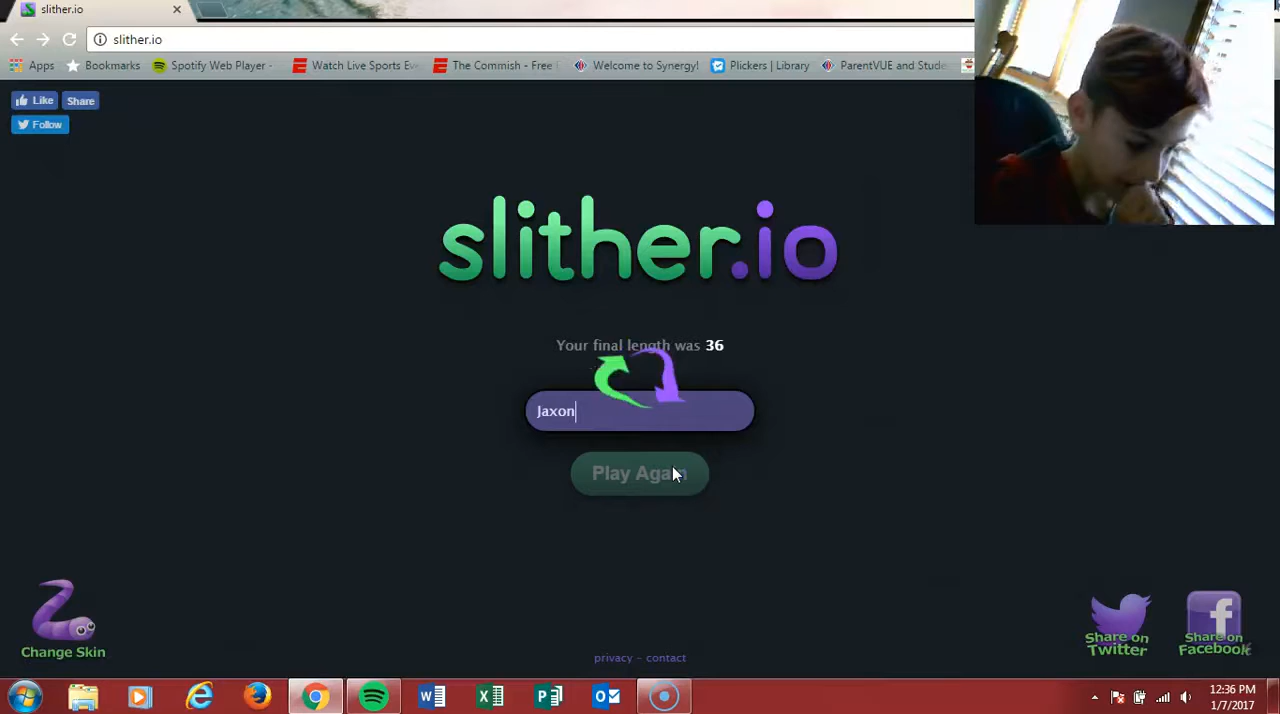 slither.io
slither.io
Apps Bookmarks Spotify Web Player Watch Live Sports Eve The Commish - Free Welcome to Synergy! Plickers | Library ParentVUE and Stude
Like Share
Follow
slither.io
Your final length was 36
Jaxon
Play Again
Change Skin
Share on Twitter
Share on Facebook
privacy - contact
12:36 PM
1/7/2017